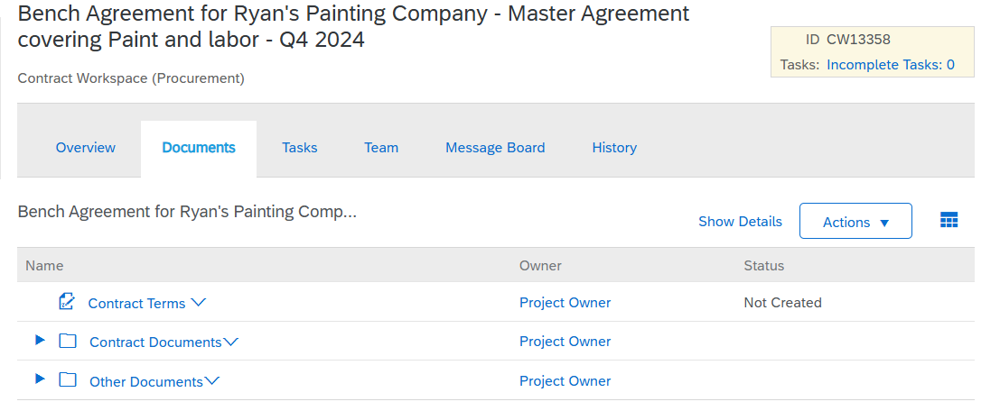 Bench Agreement for Ryan's Painting Company - Master Agreement
covering Paint and labor - Q4 2024
ID CW13358
Tasks: Incomplete Tasks: 0
Contract Workspace (Procurement)
Overview Documents Tasks Team Message Board History
Bench Agreement for Ryan's Painting Comp...
Show Details Actions ▼
Name Owner Status
Contract Terms Project Owner Not Created
Contract Documents Project Owner
Other Documents Project Owner